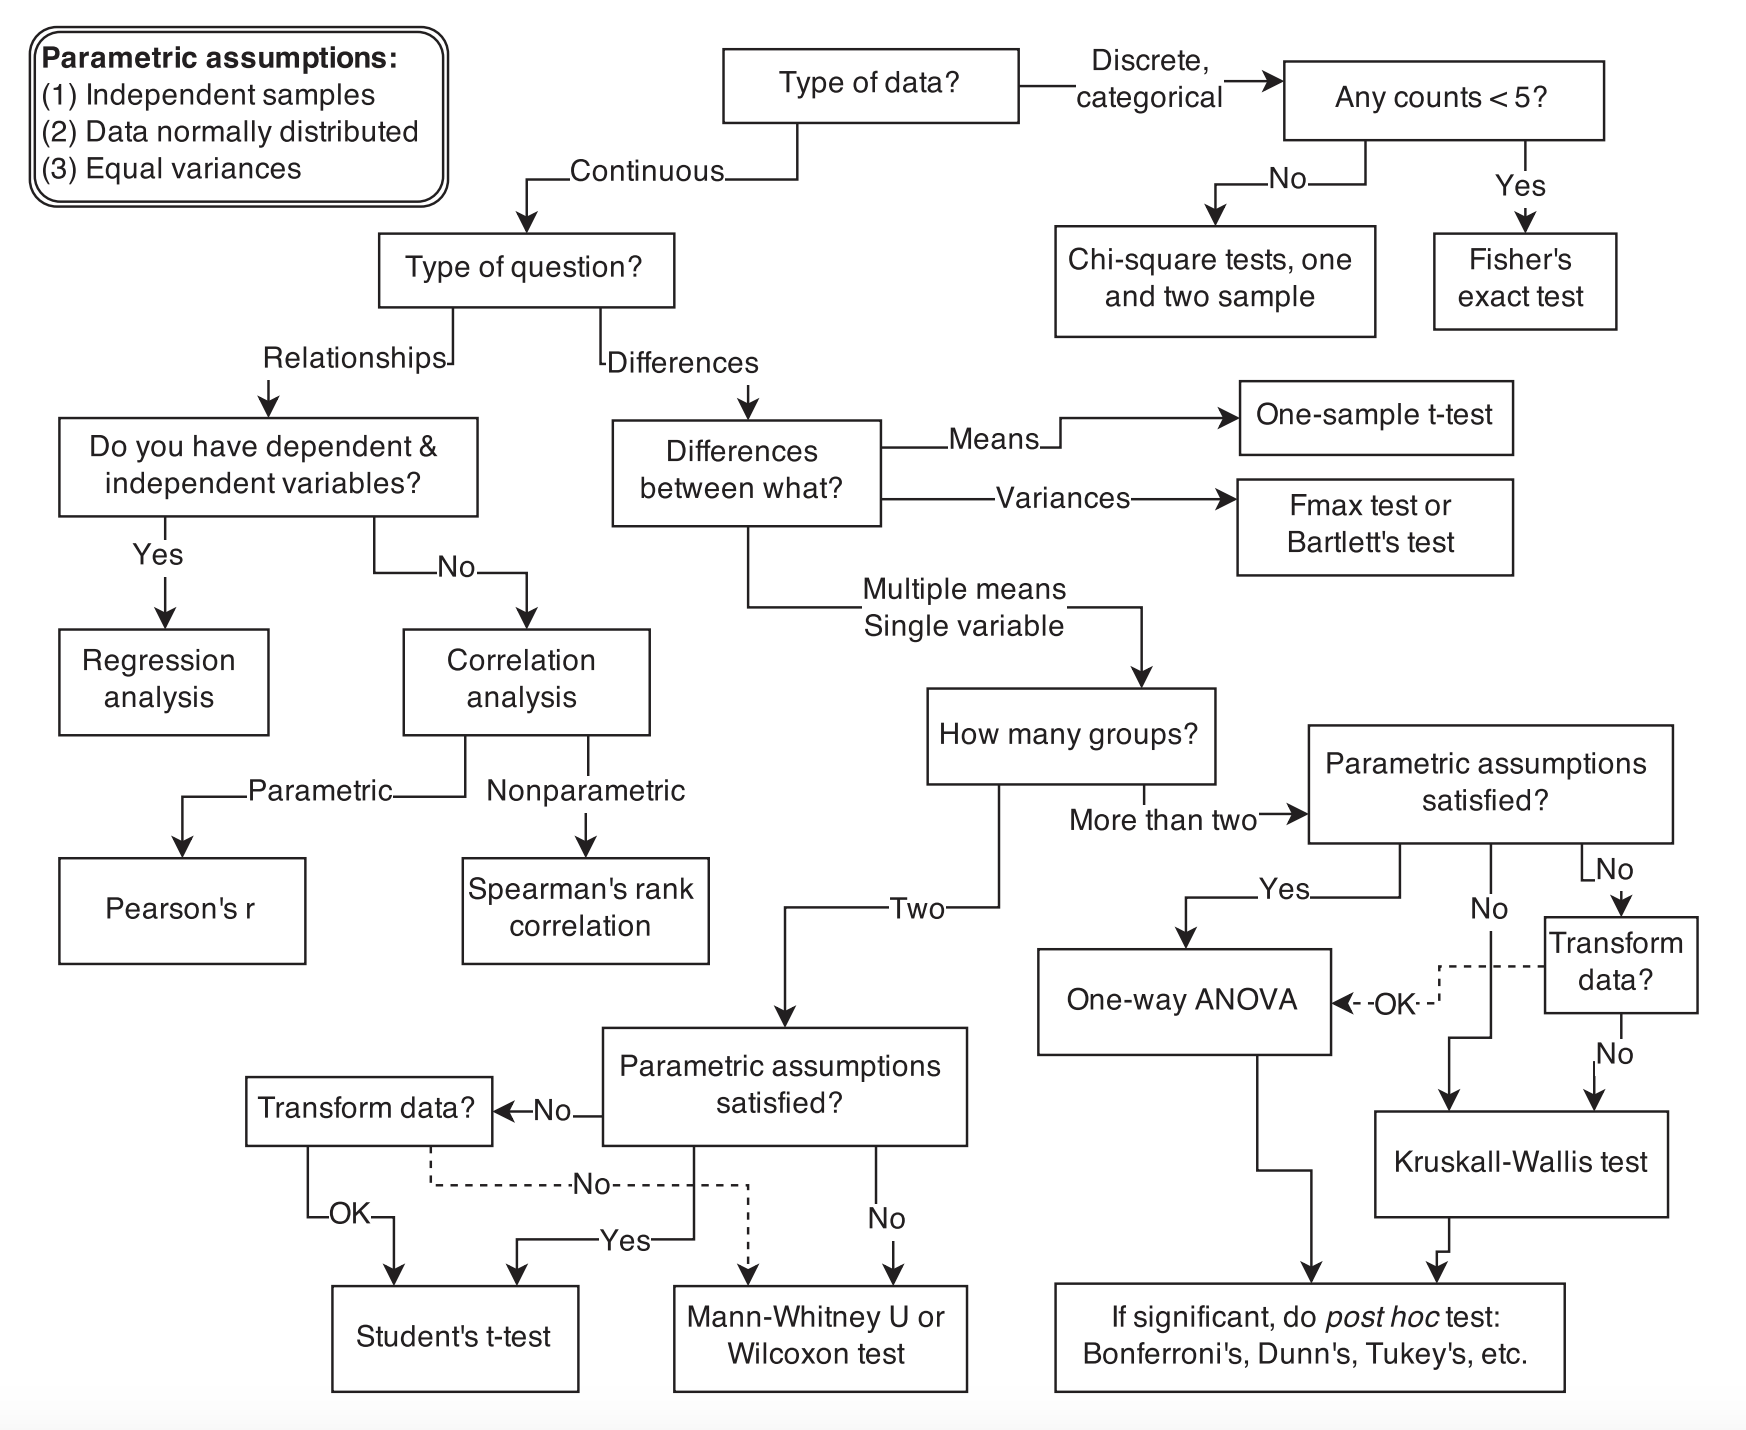 Parametric assumptions:
(1) Independent samples
(2) Data normally distributed
(3) Equal variances
Type of data?
Discrete,
categorical
Any counts < 5?
Continuous
No
Yes
Type of question?
Chi-square tests, one
and two sample
Fisher's
exact test
Relationships
Differences
Do you have dependent &
independent variables?
Differences
between what?
Means
One-sample t-test
Variances
Fmax test or
Bartlett's test
Yes
No
Multiple means
Single variable
Regression
analysis
Correlation
analysis
How many groups?
Parametric
Nonparametric
More than two
Parametric assumptions
satisfied?
Pearson's r
Spearman's rank
correlation
Two
Yes
No
No
One-way ANOVA
OK
Transform
data?
No
Parametric assumptions
satisfied?
No
Transform data?
Kruskall-Wallis test
OK
No
Yes
No
Student's t-test
Mann-Whitney U or
Wilcoxon test
If significant, do post hoc test:
Bonferroni's, Dunn's, Tukey's, etc.